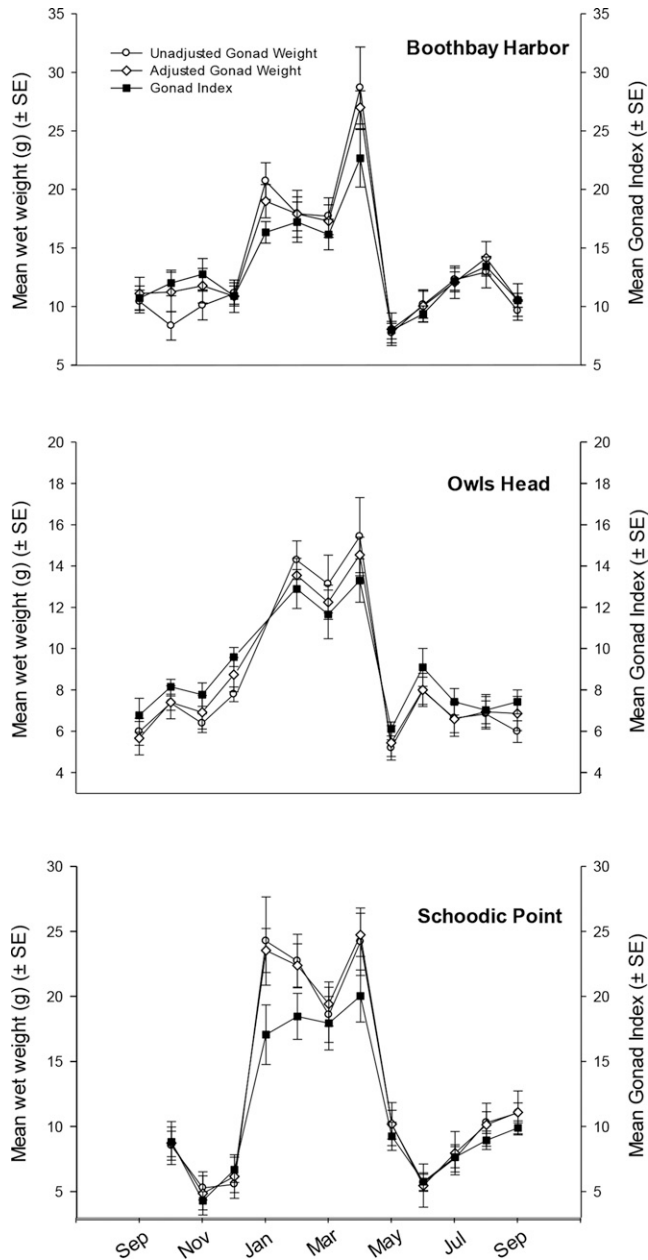 Boothbay Harbor
Unadjusted Gonad Weight
Adjusted Gonad Weight
Gonad Index
Mean wet weight (g) (± SE)
35
30
25
20
15
10
5
35
30
25
20
15
10
5
Mean Gonad Index (± SE)
Owls Head
Mean wet weight (g) (± SE)
20
18
16
14
12
10
8
6
4
20
18
16
14
12
10
8
6
4
Mean Gonad Index (± SE)
Schoodic Point
Mean wet weight (g) (± SE)
30
25
20
15
10
5
30
25
20
15
10
5
Mean Gonad Index (± SE)
Sep
Nov
Jan
Mar
May
Jul
Sep